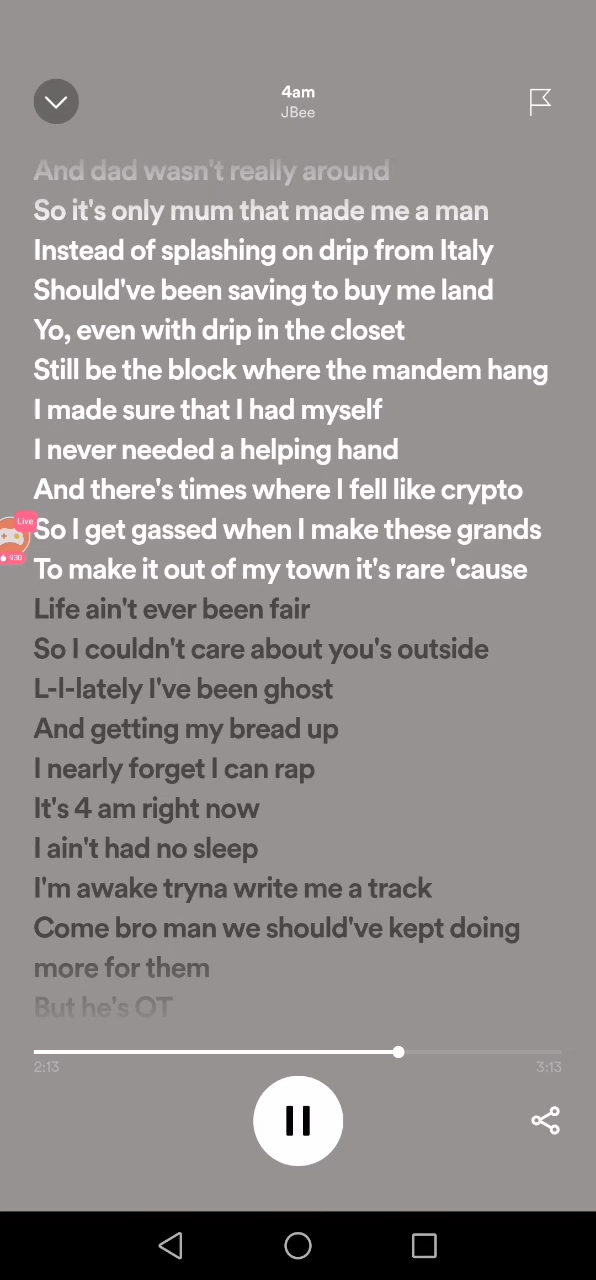 4am
JBee
And dad wasn't really around
So it's only mum that made me a man
Instead of splashing on drip from Italy
Should've been saving to buy me land
Yo, even with drip in the closet
Still be the block where the mandem hang
I made sure that I had myself
I never needed a helping hand
And there's times where I fell like crypto
Live
So I get gassed when I make these grands
930
To make it out of my town it's rare 'cause
Life ain't ever been fair
So I couldn't care about you's outside
L-l-lately I've been ghost
And getting my bread up
I nearly forget I can rap
It's 4 am right now
I ain't had no sleep
I'm awake tryna write me a track
Come bro man we should've kept doing
more for them
But he's OT
2:13
3:13